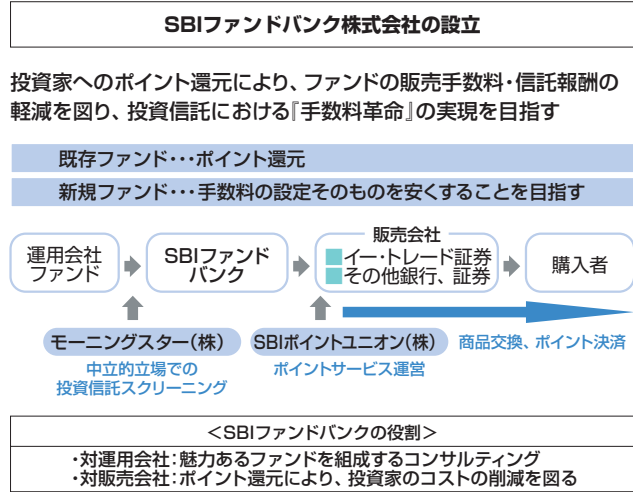 SBIファンドバンク株式会社の設立
投資家へのポイント還元により、ファンドの販売手数料・信託報酬の
軽減を図り、投資信託における『手数料革命』の実現を目指す
既存ファンド・・・ポイント還元
新規ファンド・・・手数料の設定そのものを安くすることを目指す
運用会社
ファンド
SBIファンド
バンク
販売会社
■イー・トレード証券
■その他銀行、証券
購入者
モーニングスター(株)
中立的立場での
投資信託スクリーニング
SBIポイントユニオン(株)
ポイントサービス運営
商品交換、ポイント決済
<SBIファンドバンクの役割>
・対運用会社:魅力あるファンドを組成するコンサルティング
・対販売会社:ポイント還元により、投資家のコストの削減を図る